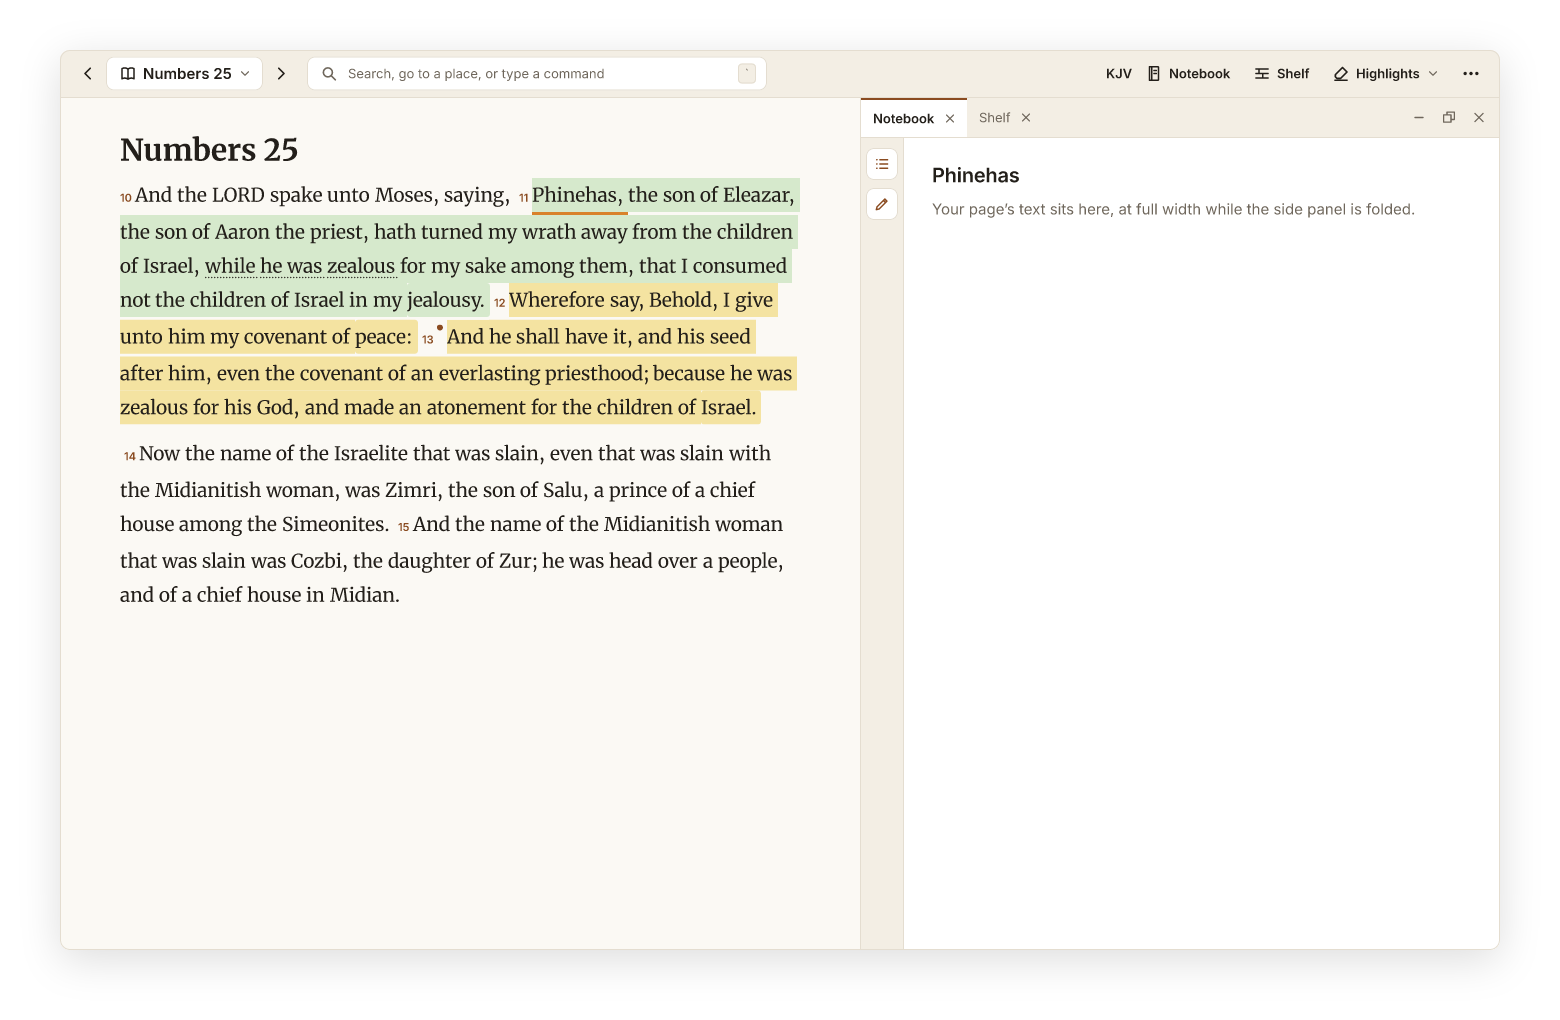 Numbers 25
Search, go to a place, or type a command
KJV
Notebook
Shelf
Highlights
Numbers 25
10 And the LORD spake unto Moses, saying, 11 Phinehas, the son of Eleazar,
the son of Aaron the priest, hath turned my wrath away from the children
of Israel, while he was zealous for my sake among them, that I consumed
not the children of Israel in my jealousy. 12 Wherefore say, Behold, I give
unto him my covenant of peace: 13 And he shall have it, and his seed
after him, even the covenant of an everlasting priesthood; because he was
zealous for his God, and made an atonement for the children of Israel.
14 Now the name of the Israelite that was slain, even that was slain with
the Midianitish woman, was Zimri, the son of Salu, a prince of a chief
house among the Simeonites. 15 And the name of the Midianitish woman
that was slain was Cozbi, the daughter of Zur; he was head over a people,
and of a chief house in Midian.
Notebook
Shelf
Phinehas
Your page’s text sits here, at full width while the side panel is folded.